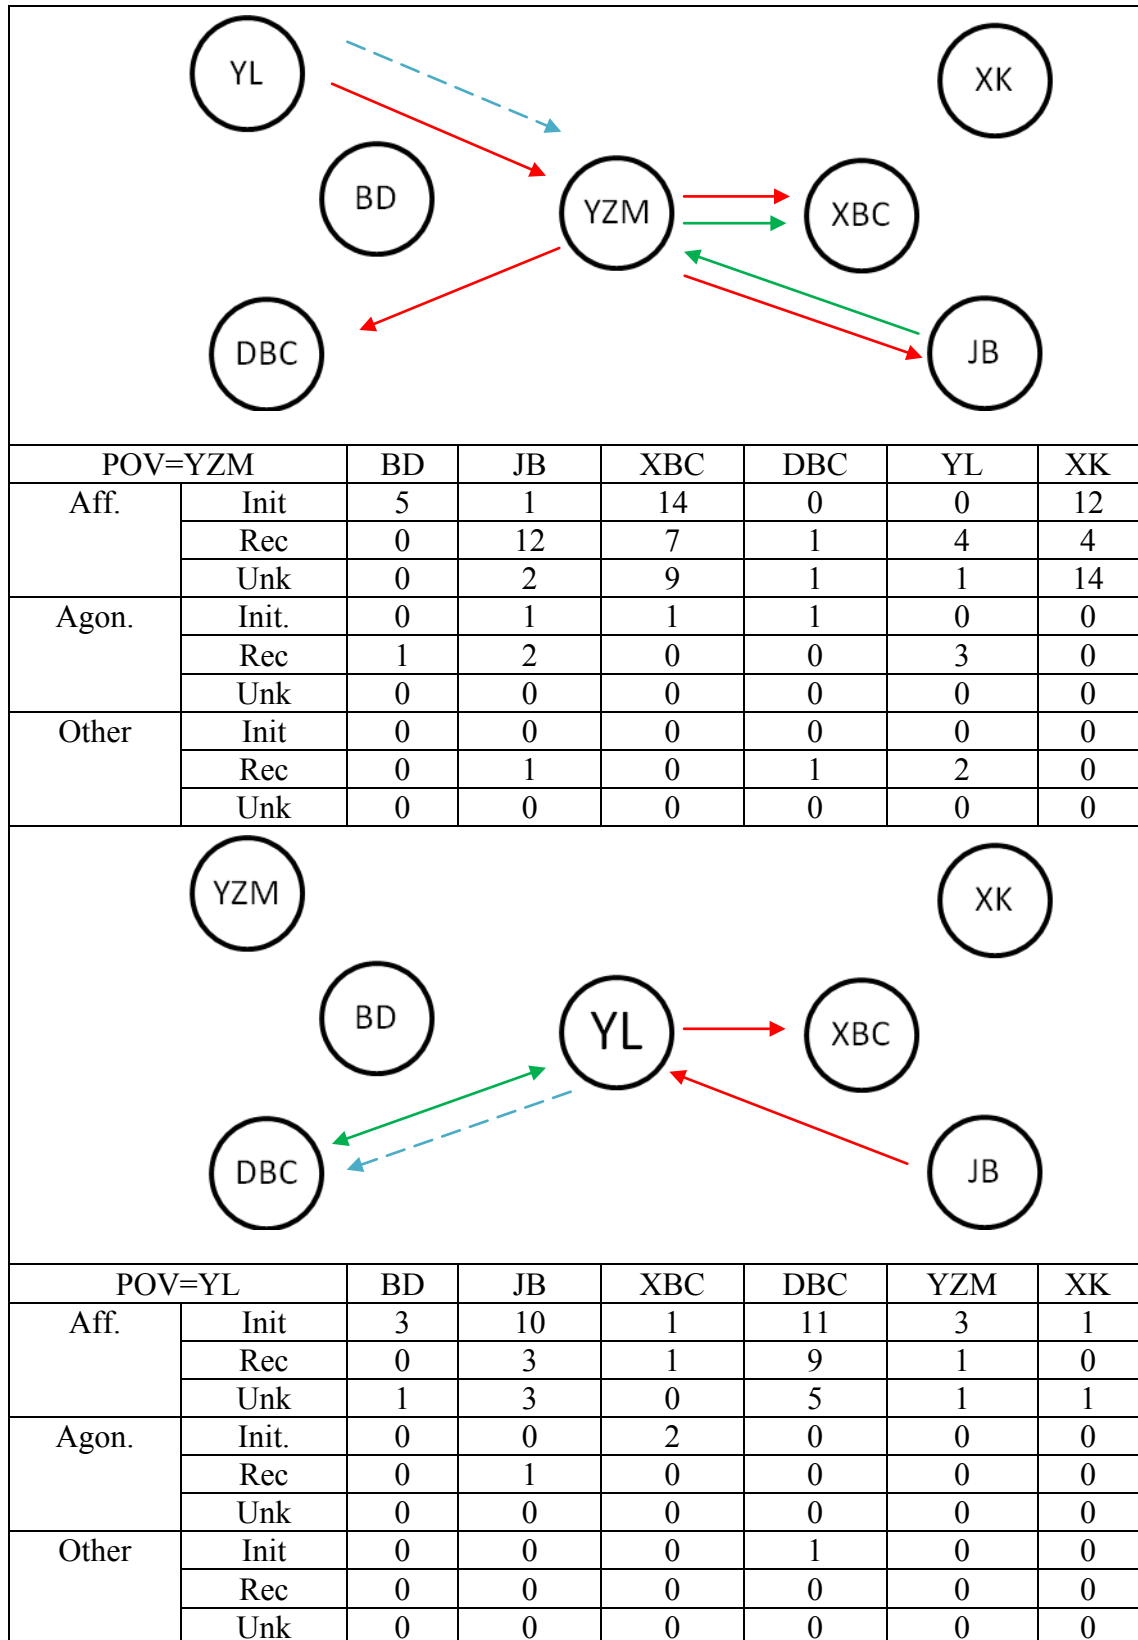 YL
XK
BD
YZM
XBC
DBC
JB
POV=YZM BD JB XBC DBC YL XK
Aff. Init 5 1 14 0 0 12
Rec 0 12 7 1 4 4
Unk 0 2 9 1 1 14
Agon. Init. 0 1 1 1 0 0
Rec 1 2 0 0 3 0
Unk 0 0 0 0 0 0
Other Init 0 0 0 0 0 0
Rec 0 1 0 1 2 0
Unk 0 0 0 0 0 0
YZM
XK
BD
YL
XBC
DBC
JB
POV=YL BD JB XBC DBC YZM XK
Aff. Init 3 10 1 11 3 1
Rec 0 3 1 9 1 0
Unk 1 3 0 5 1 1
Agon. Init. 0 0 2 0 0 0
Rec 0 1 0 0 0 0
Unk 0 0 0 0 0 0
Other Init 0 0 0 1 0 0
Rec 0 0 0 0 0 0
Unk 0 0 0 0 0 0